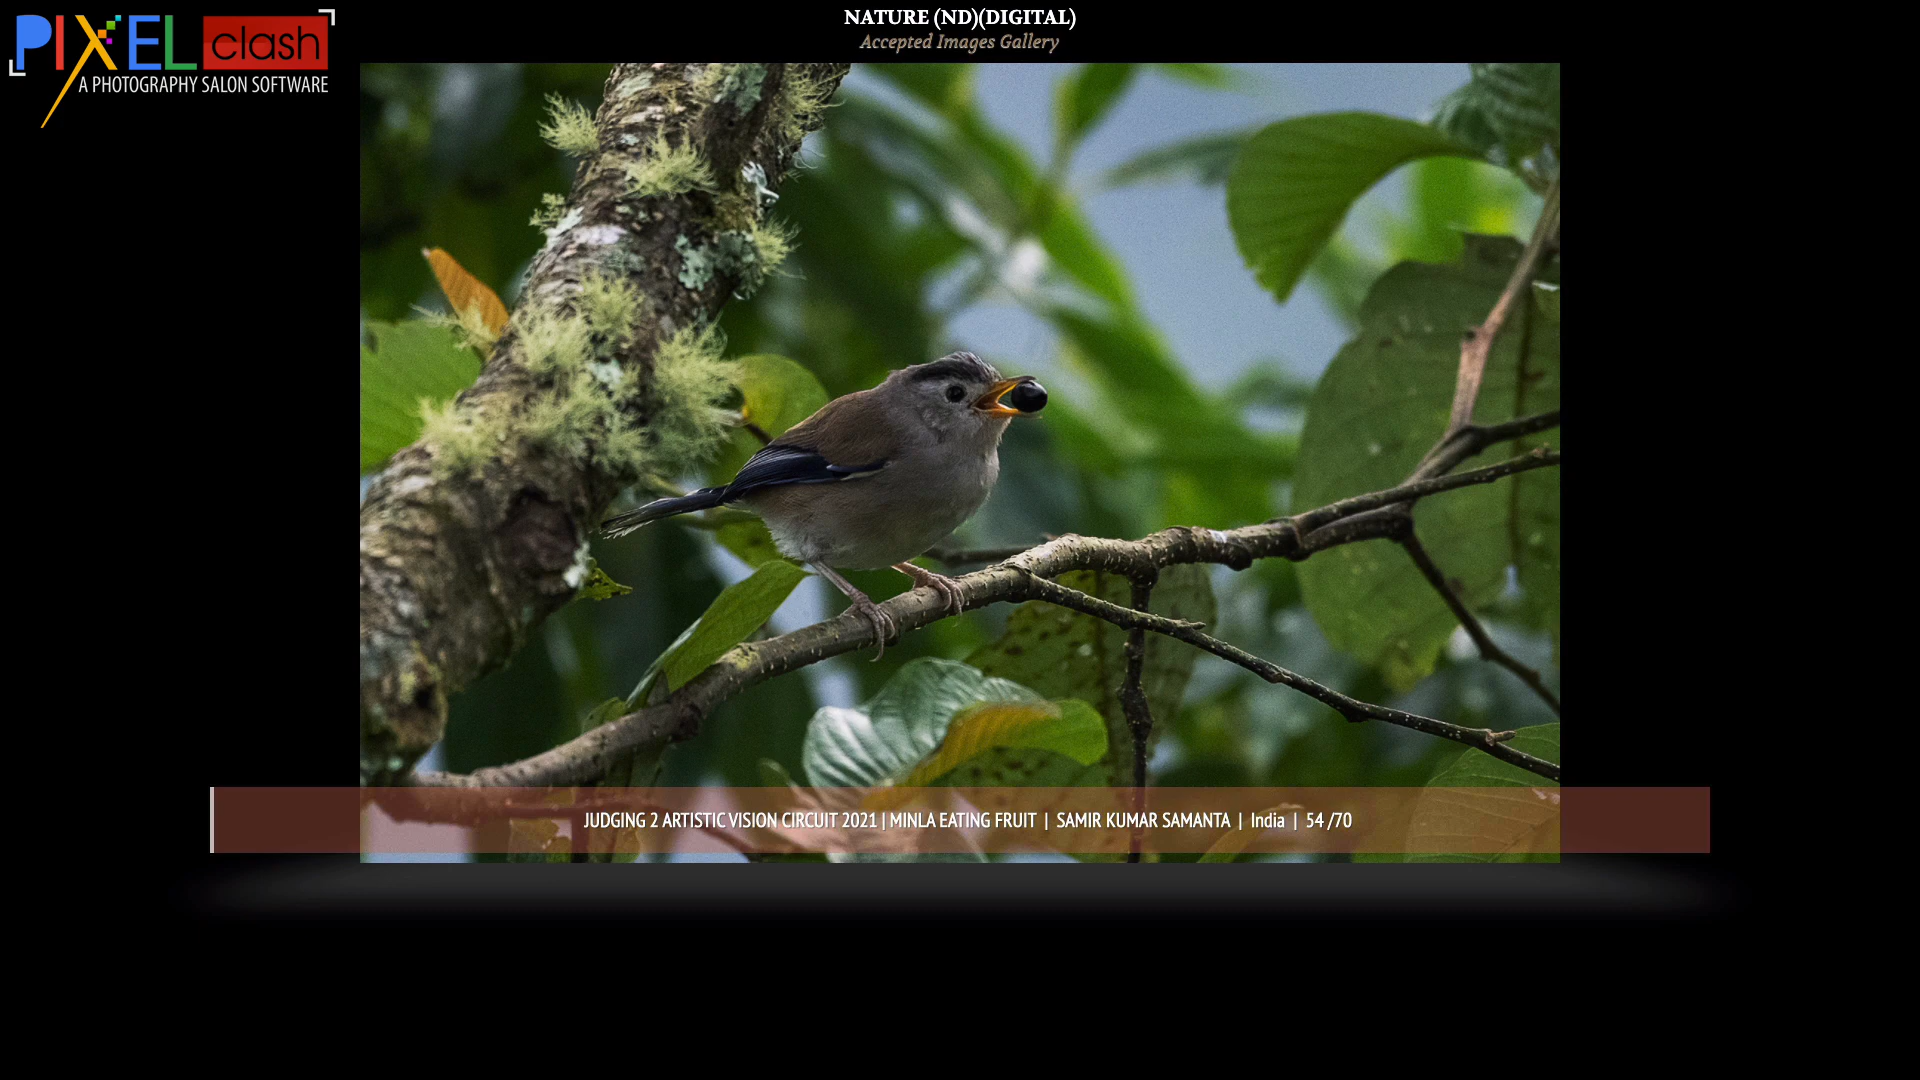 PIXEL clash
A PHOTOGRAPHY SALON SOFTWARE
NATURE (ND)(DIGITAL)
Accepted Images Gallery
JUDGING 2 ARTISTIC VISION CIRCUIT 2021 | MINLA EATING FRUIT | SAMIR KUMAR SAMANTA | India | 54 /70